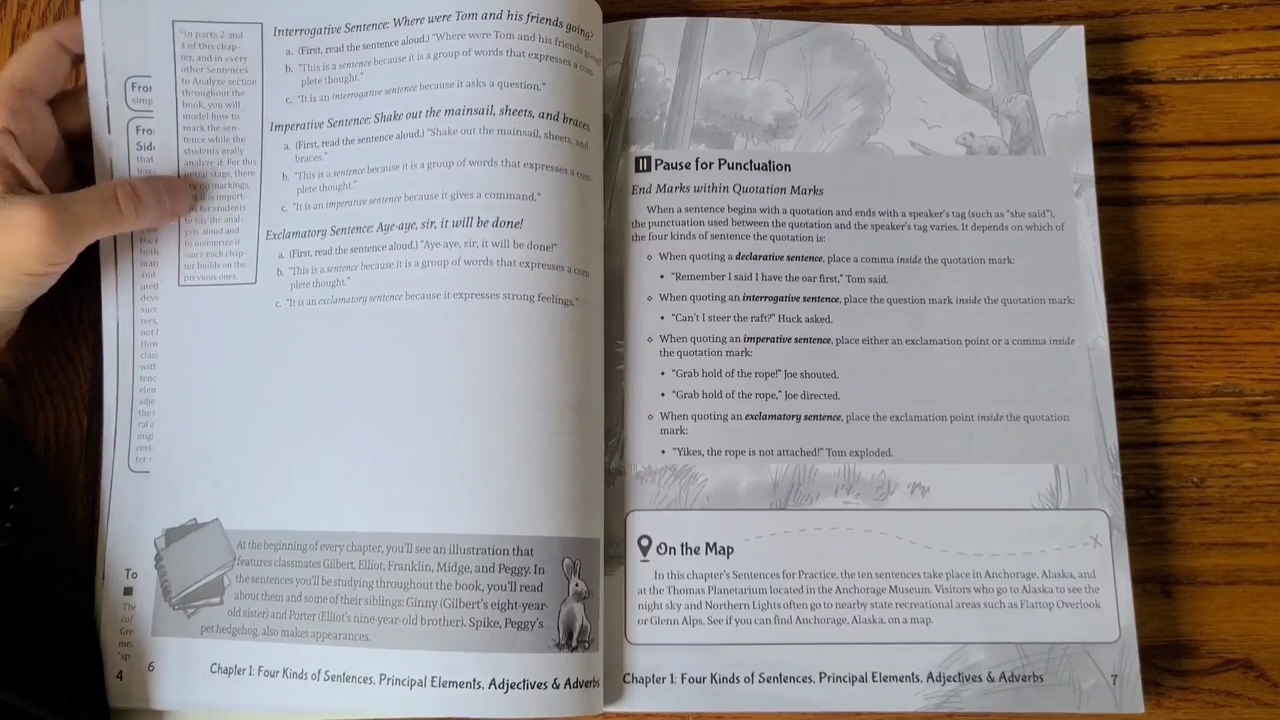 "In parts 2 and
4 of this chap-
ter, and in every
other Sentences
to Analyze section
throughout the
book, you will
model how to
mark the sen-
tence while the
students orally
analyze it. For this
initial stage, there
no markings,
it is import-
for students
to say the anal-
ysis aloud and
to memorize it
since each chap-
ter builds on the
previous ones.
Interrogative Sentence: Where were Tom and his friends going?
a. (First, read the sentence aloud.) "Where were Tom and his friends going?"
b. "This is a sentence because it is a group of words that expresses a com-
plete thought."
c. "It is an interrogative sentence because it asks a question."
Imperative Sentence: Shake out the mainsail, sheets, and braces,
a. (First, read the sentence aloud.) "Shake out the mainsail, sheets, and
braces."
b. "This is a sentence because it is a group of words that expresses a com
plete thought."
c. "It is an imperative sentence because it gives a command."
Exclamatory Sentence: Aye-aye, sir, it will be done!
a. (First, read the sentence aloud.) "Aye-aye, sir, it will be done!"
b. "This is a sentence because it is a group of words that expresses a com
plete thought."
c. "It is an exclamatory sentence because it expresses strong feelings."
At the beginning of every chapter, you'll see an illustration that
features classmates Gilbert, Elliot, Franklin, Midge, and Peggy. In
the sentences you'll be studying throughout the book, you'll read
about them and some of their siblings: Ginny (Gilbert's eight-year-
old sister) and Porter (Elliot's nine-year-old brother). Spike, Peggy's
pet hedgehog, also makes appearances.
4
6
Chapter 1: Four Kinds of Sentences, Principal Elements, Adjectives & Adverbs
Pause for Punctuation
End Marks within Quotation Marks
When a sentence begins with a quotation and ends with a speaker's tag (such as "she said"),
the punctuation used between the quotation and the speaker's tag varies. It depends on which of
the four kinds of sentence the quotation is:
◇ When quoting a declarative sentence, place a comma inside the quotation mark:
• "Remember I said I have the oar first," Tom said.
◇ When quoting an interrogative sentence, place the question mark inside the quotation mark:
• "Can't I steer the raft?" Huck asked.
◇ When quoting an imperative sentence, place either an exclamation point or a comma inside
the quotation mark:
• "Grab hold of the rope!" Joe shouted.
• "Grab hold of the rope," Joe directed.
◇ When quoting an exclamatory sentence, place the exclamation point inside the quotation
mark:
• "Yikes, the rope is not attached!" Tom exploded.
On the Map
In this chapter's Sentences for Practice, the ten sentences take place in Anchorage, Alaska, and
at the Thomas Planetarium located in the Anchorage Museum. Visitors who go to Alaska to see the
night sky and Northern Lights often go to nearby state recreational areas such as Flattop Overlook
or Glenn Alps. See if you can find Anchorage, Alaska, on a map.
Chapter 1: Four Kinds of Sentences, Principal Elements, Adjectives & Adverbs
7